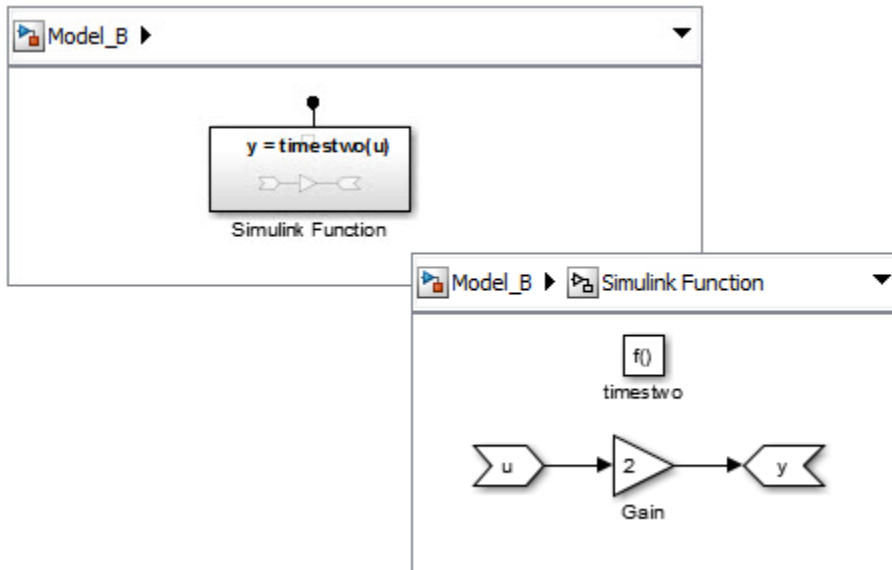 Model_B
y = timestwo(u)
Simulink Function
Model_B Simulink Function
f()
timestwo
u 2 y
Gain